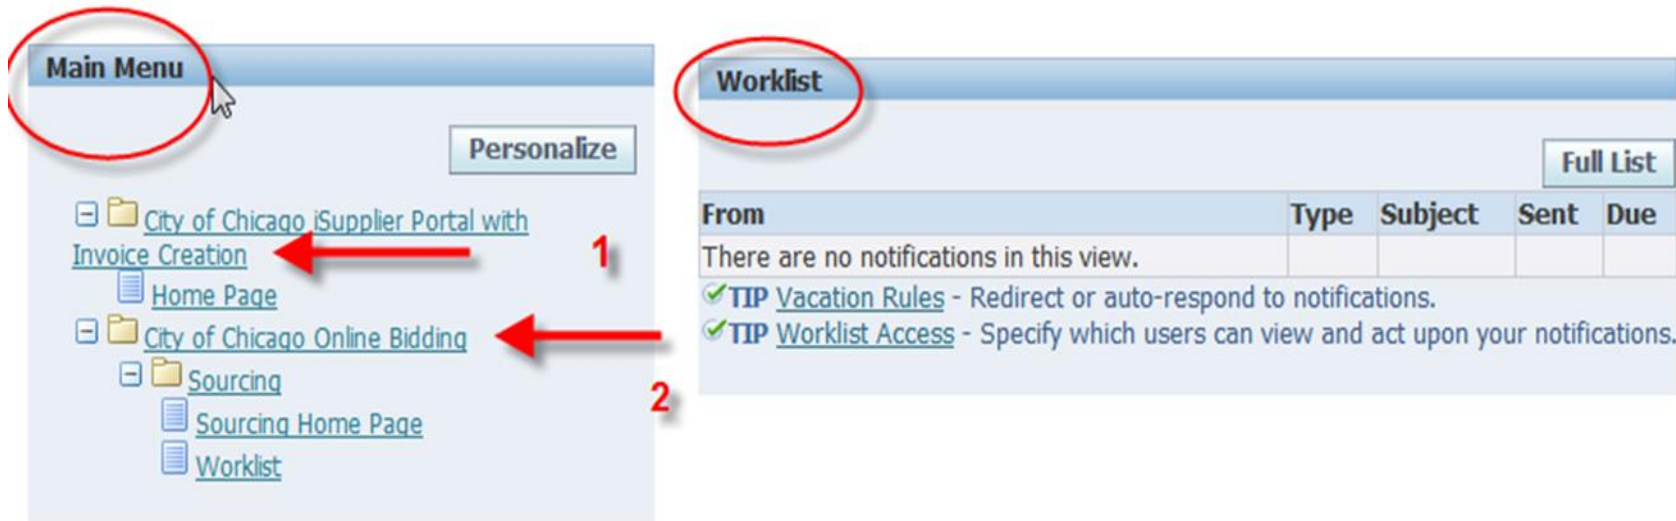 Main Menu
Personalize
City of Chicago iSupplier Portal with
Invoice Creation
1
Home Page
City of Chicago Online Bidding
2
Sourcing
Sourcing Home Page
Worklist
Worklist
Full List
From Type Subject Sent Due
There are no notifications in this view.
TIP Vacation Rules - Redirect or auto-respond to notifications.
TIP Worklist Access - Specify which users can view and act upon your notifications.